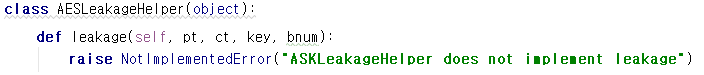 class AESLeakageHelper(object):
def leakage(self, pt, ct, key, bnum):
raise NotImplementedError("ASKLeakageHelper does not implement leakage")